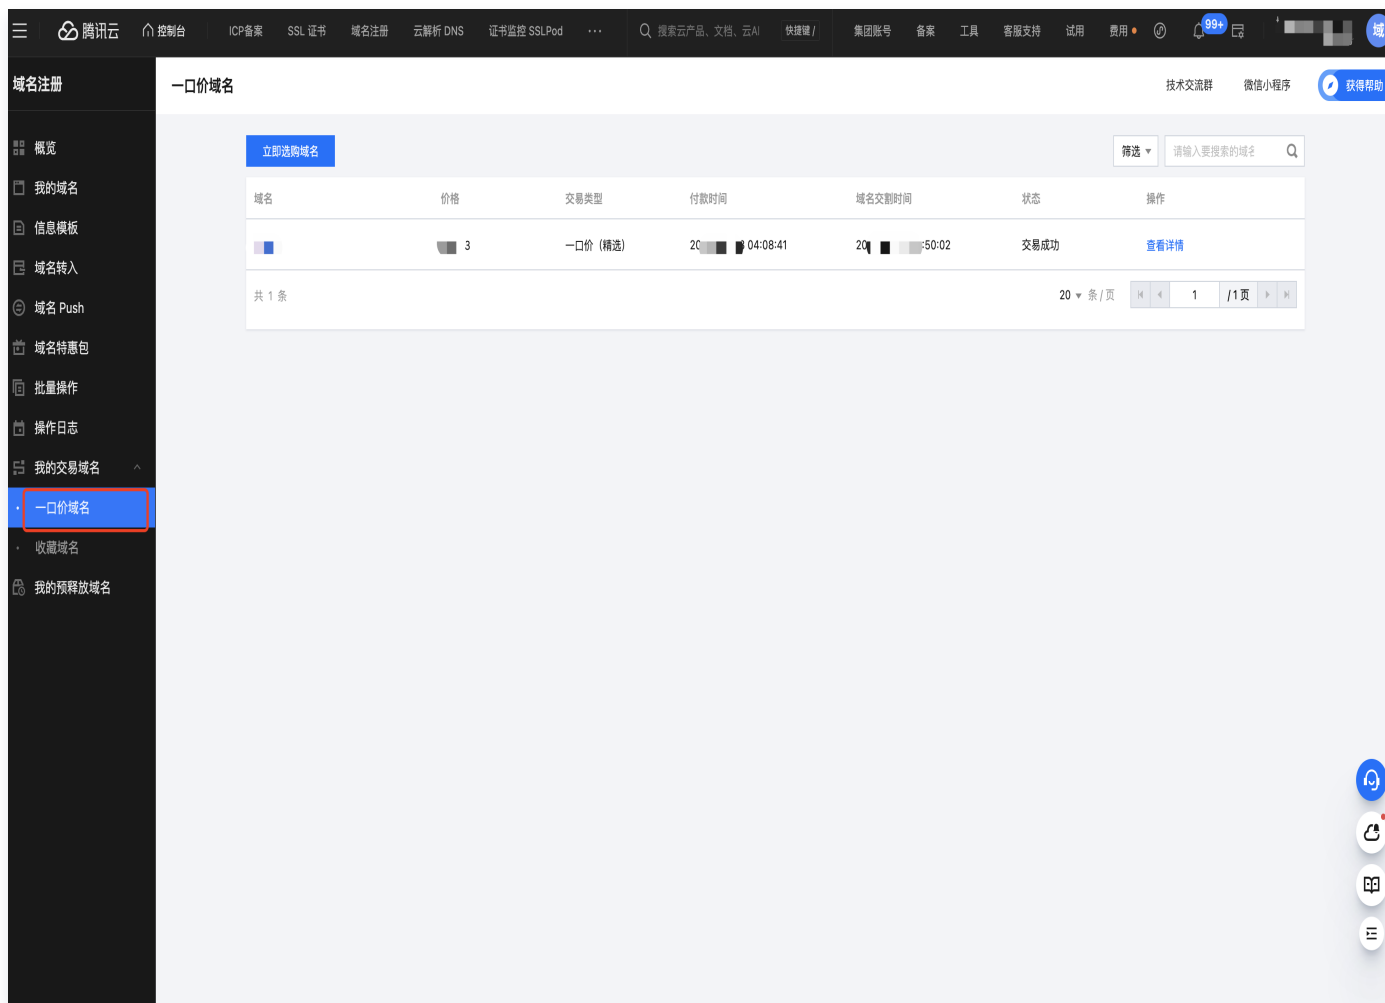 腾讯云 控制台 ICP备案 SSL 证书 域名注册 云解析 DNS 证书监控 SSLPod ··· 搜索云产品、文档、云AI 快捷键 / 集团账号 备案 工具 客服支持 试用 费用 99+ 域
域名注册
一口价域名 技术交流群 微信小程序 获得帮助
概览
我的域名
信息模板
域名转入
域名 Push
域名特惠包
批量操作
操作日志
我的交易域名
一口价域名
收藏域名
我的预释放域名
立即选购域名 筛选 请输入要搜索的域名
域名 价格 交易类型 付款时间 域名交割时间 状态 操作
3 一口价（精选） 20 04:08:41 20 :50:02 交易成功 查看详情
共 1 条 20 条 / 页 1 / 1 页